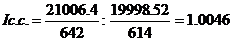 Ic.c. = 21006.4/642 : 19998.52/614 = 1.0046